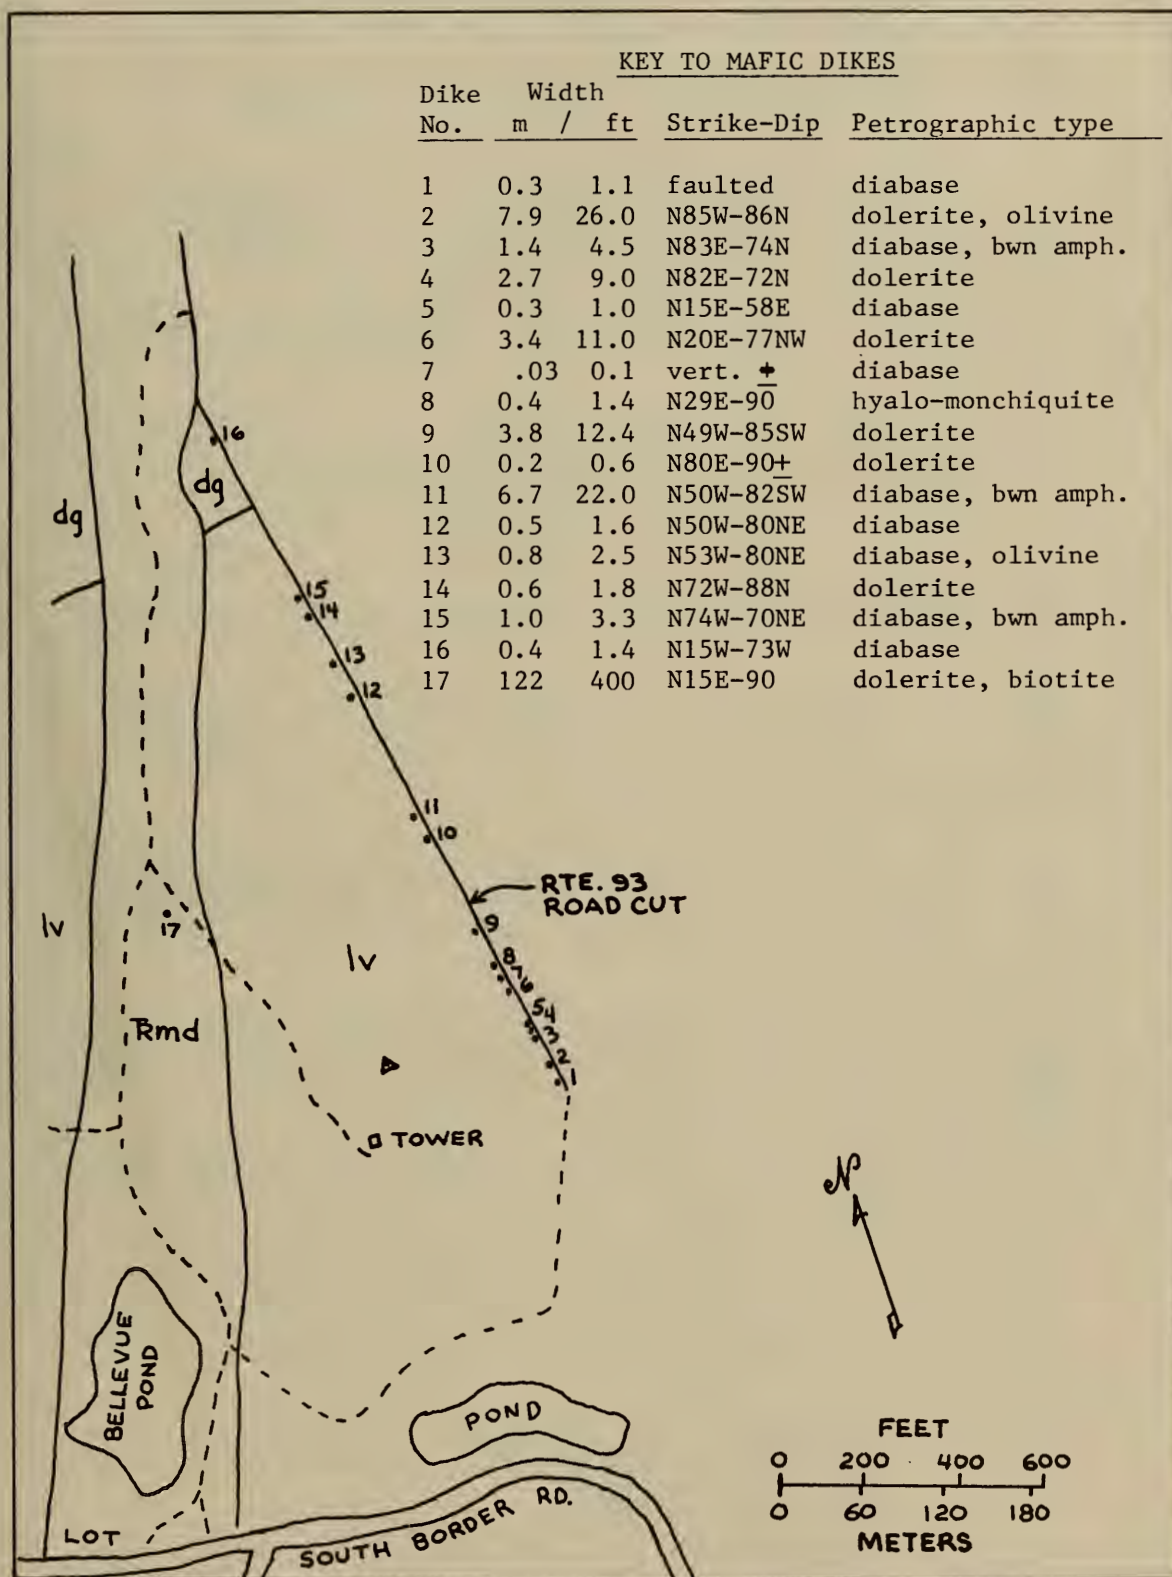 KEY TO MAFIC DIKES
Dike Width
No. m / ft Strike-Dip Petrographic type
1 0.3 1.1 faulted diabase
2 7.9 26.0 N85W-86N dolerite, olivine
3 1.4 4.5 N83E-74N diabase, bwn amph.
4 2.7 9.0 N82E-72N dolerite
5 0.3 1.0 N15E-58E diabase
6 3.4 11.0 N20E-77NW dolerite
7 .03 0.1 vert. ± diabase
8 0.4 1.4 N29E-90 hyalo-monchiquite
9 3.8 12.4 N49W-85SW dolerite
10 0.2 0.6 N80E-90± dolerite
11 6.7 22.0 N50W-82SW diabase, bwn amph.
12 0.5 1.6 N50W-80NE diabase
13 0.8 2.5 N53W-80NE diabase, olivine
14 0.6 1.8 N72W-88N dolerite
15 1.0 3.3 N74W-70NE diabase, bwn amph.
16 0.4 1.4 N15W-73W diabase
17 122 400 N15E-90 dolerite, biotite
16
dg
dg
15
14
13
12
11
10
RTE. 93
ROAD CUT
9
17
lv
lv
8
7
6
5 4
3
2
1
Rmd
TOWER
N
BELLEVUE
POND
POND
FEET
0 200 400 600
0 60 120 180
METERS
LOT
SOUTH BORDER RD.